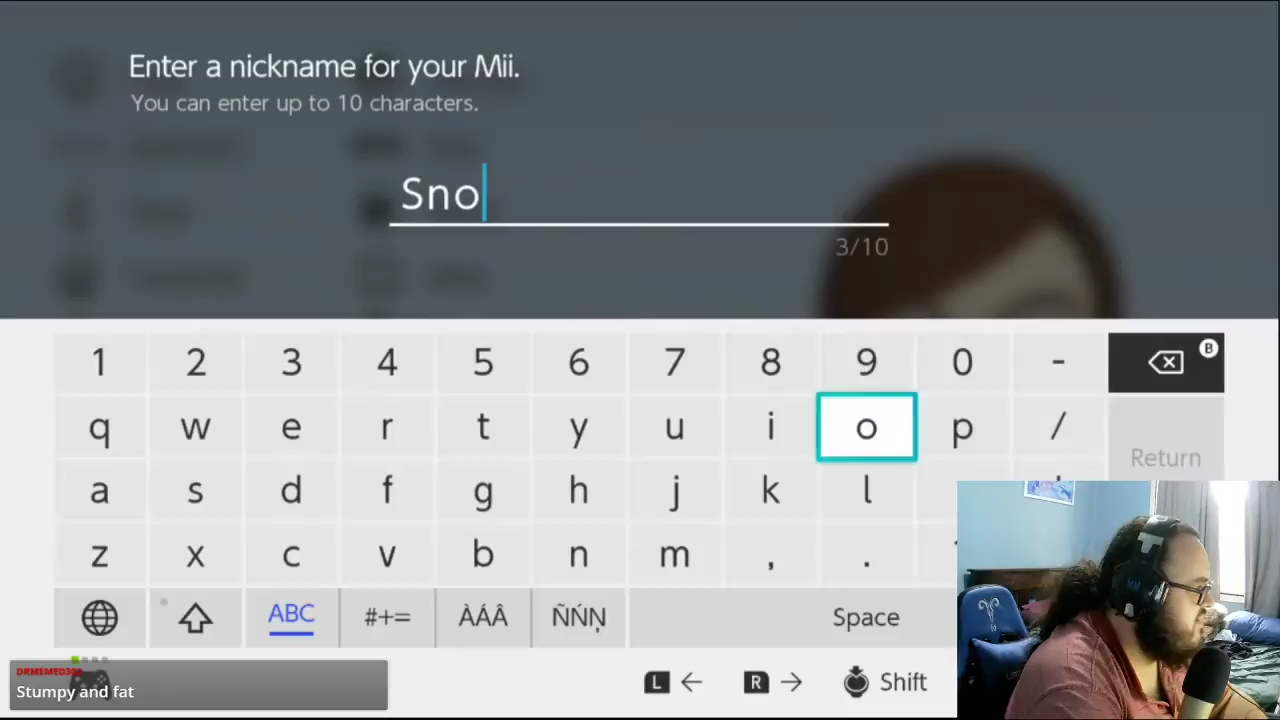 Enter a nickname for your Mii.
You can enter up to 10 characters.
Sno
3/10
1 2 3 4 5 6 7 8 9 0 - B
q w e r t y u i o p /
Return
a s d f g h j k l
z x c v b n m , .
ABC #+= ÀÁÂ ÑŃŅ Space
L ← R → Shift
DRMEMED302
Stumpy and fat